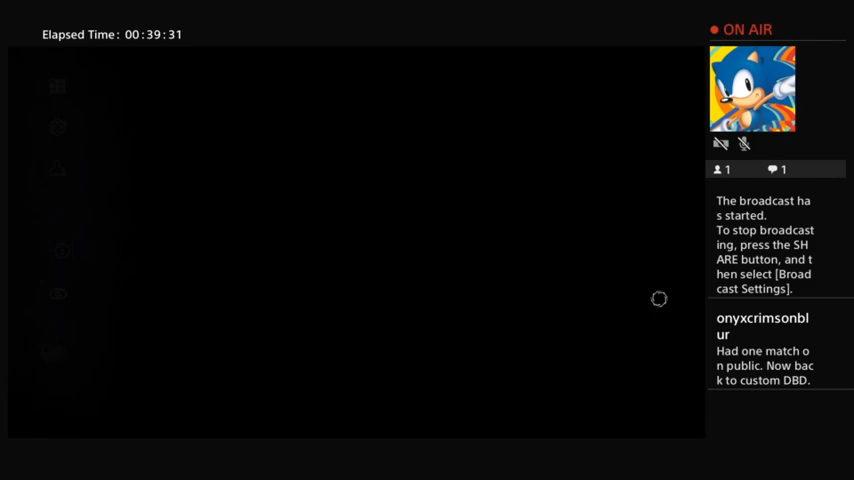 Elapsed Time: 00:39:31
ON AIR
1
1
The broadcast ha
s started.
To stop broadcast
ing, press the SH
ARE button, and t
hen select [Broad
cast Settings].
onyxcrimsonbl
ur
Had one match o
n public. Now bac
k to custom DBD.